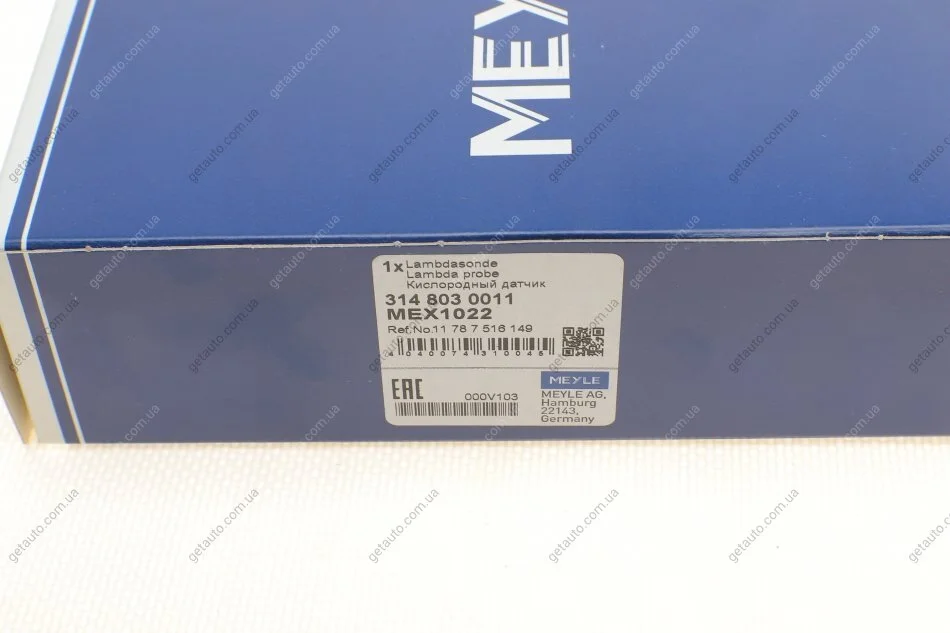 MEY
1x Lambdasonde
Lambda probe
Кислородный датчик
314 803 0011
MEX1022
Ref.No.11 78 7 516 149
EAC
000V103
MEYLE
MEYLE AG,
Hamburg
22143,
Germany
getauto.com.ua